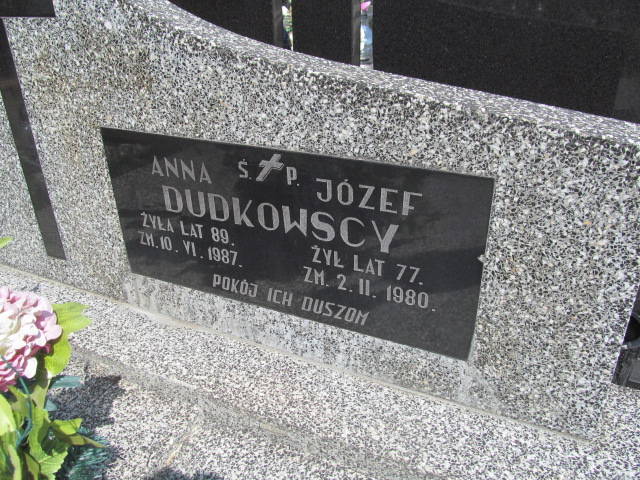 ANNA Ś. P. JÓZEF
DUDKOWSCY
ŻYŁA LAT 89. ŻYŁ LAT 77.
ZM. 10. VI. 1987. ZM. 2. II. 1980.
POKÓJ ICH DUSZOM